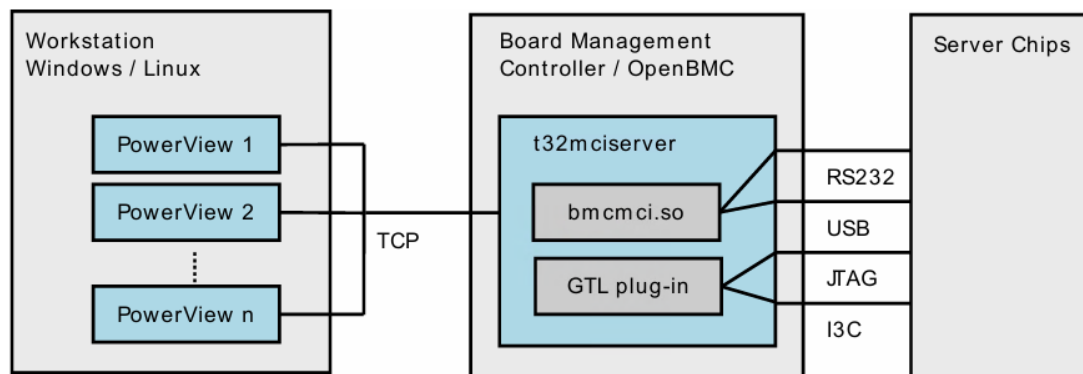 Workstation
Windows / Linux
PowerView 1
PowerView 2
PowerView n
TCP
Board Management
Controller / OpenBMC
t32mciserver
bmcmci.so
GTL plug-in
RS232
USB
JTAG
I3C
Server Chips